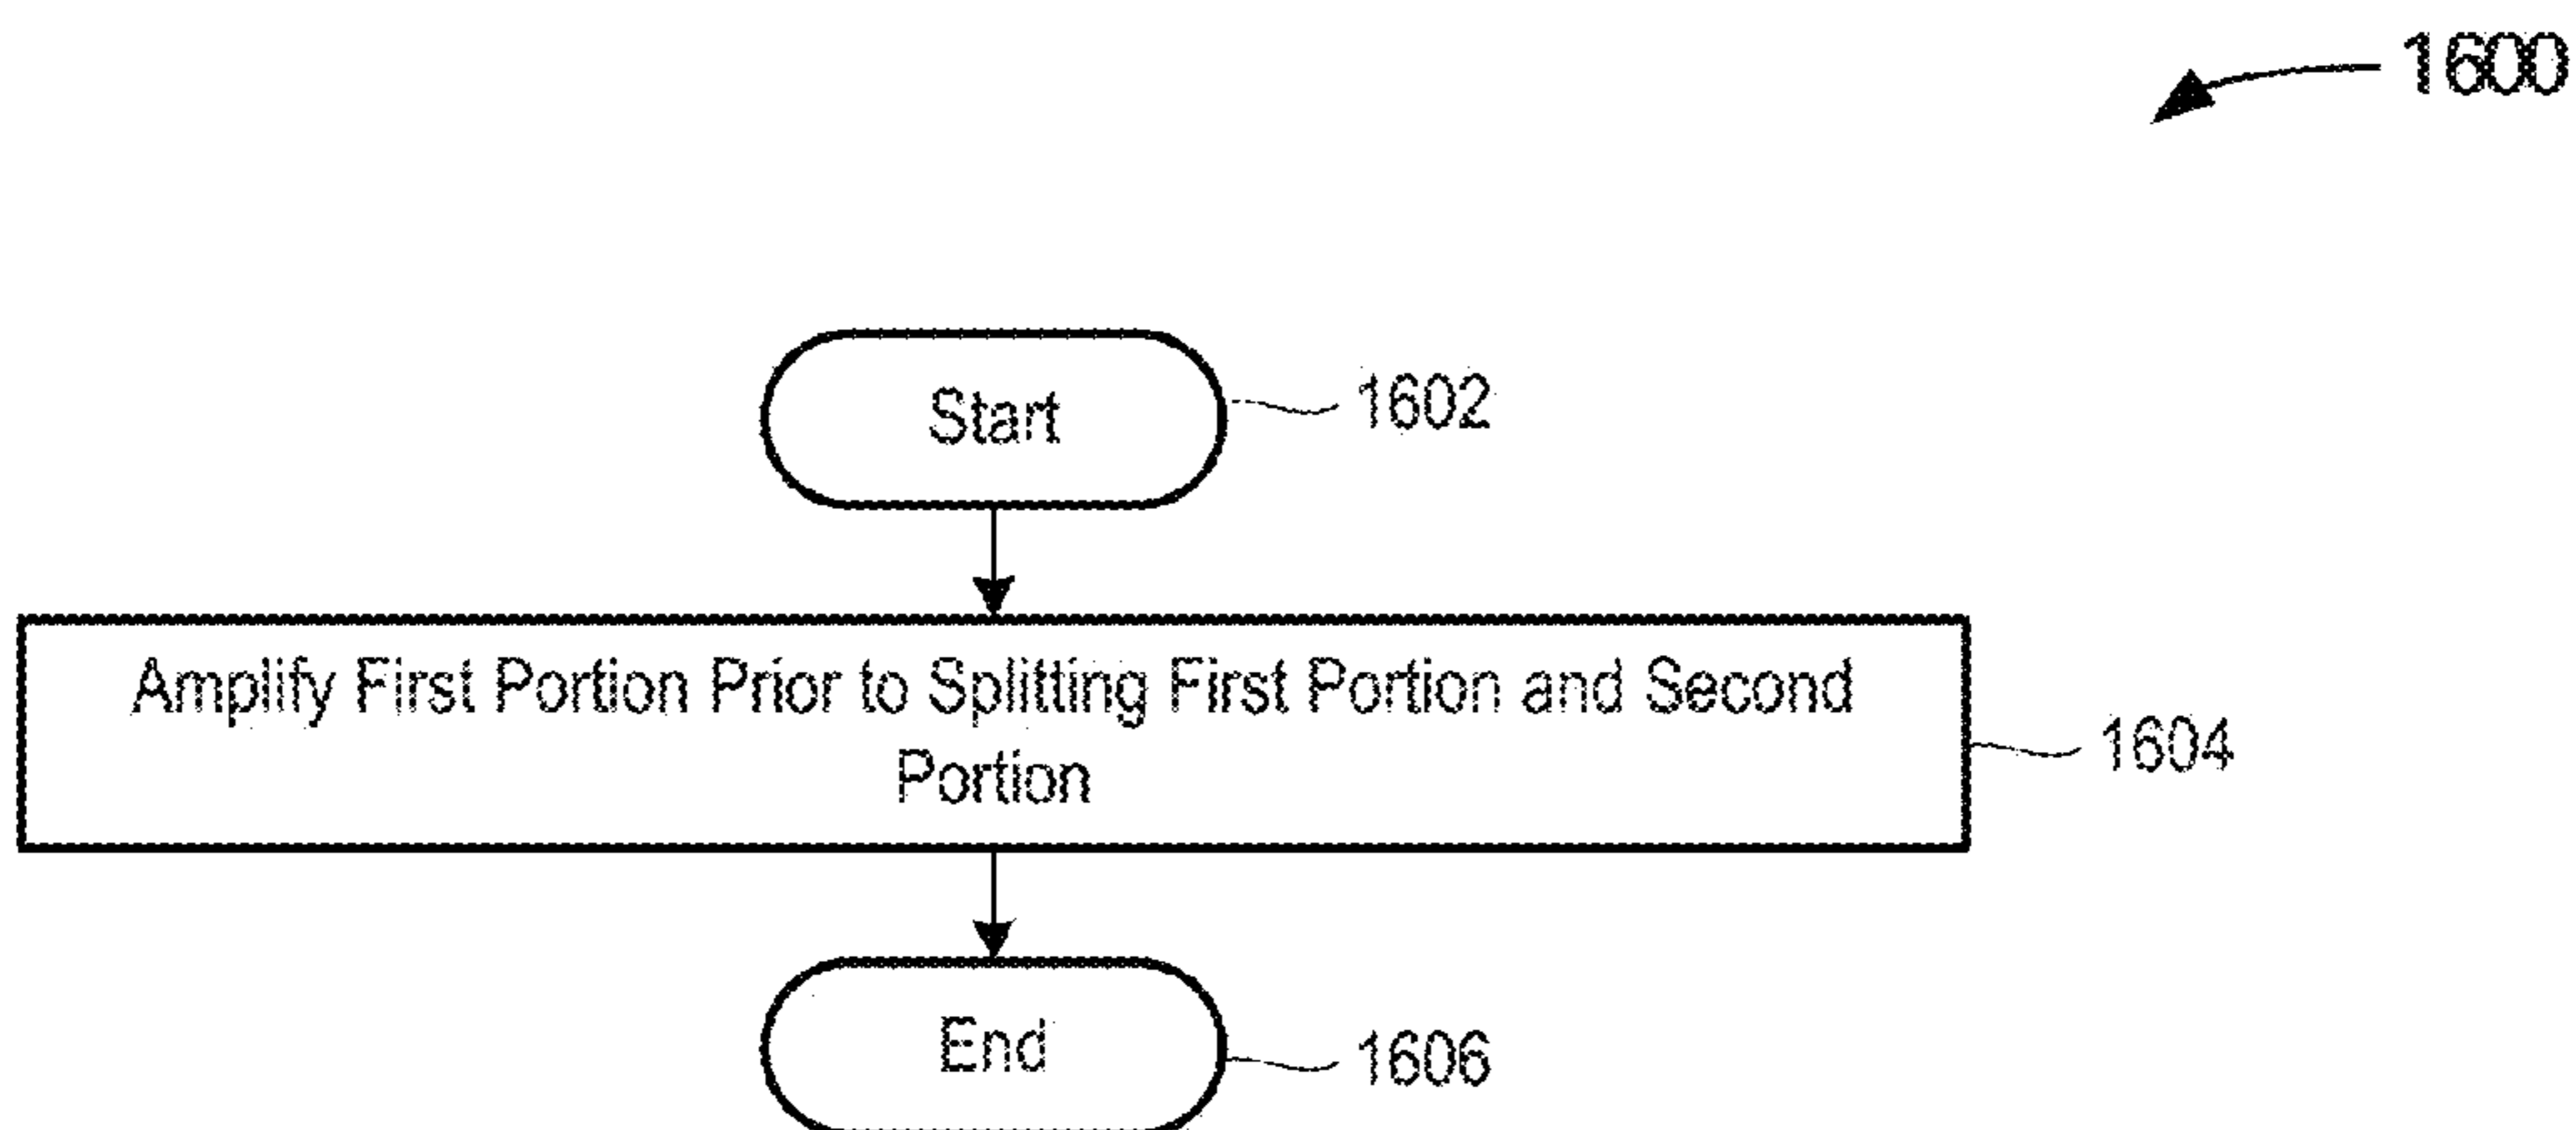 1600
Start
1602
Amplify First Portion Prior to Splitting First Portion and Second
Portion
1604
End
1606